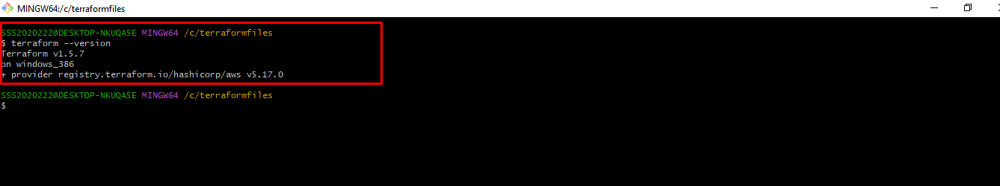 MINGW64:/c/terraformfiles
SSS2020222@DESKTOP-NKUQA5E MINGW64 /c/terraformfiles
$ terraform --version
Terraform v1.5.7
on windows_386
+ provider registry.terraform.io/hashicorp/aws v5.17.0
SSS2020222@DESKTOP-NKUQA5E MINGW64 /c/terraformfiles
$